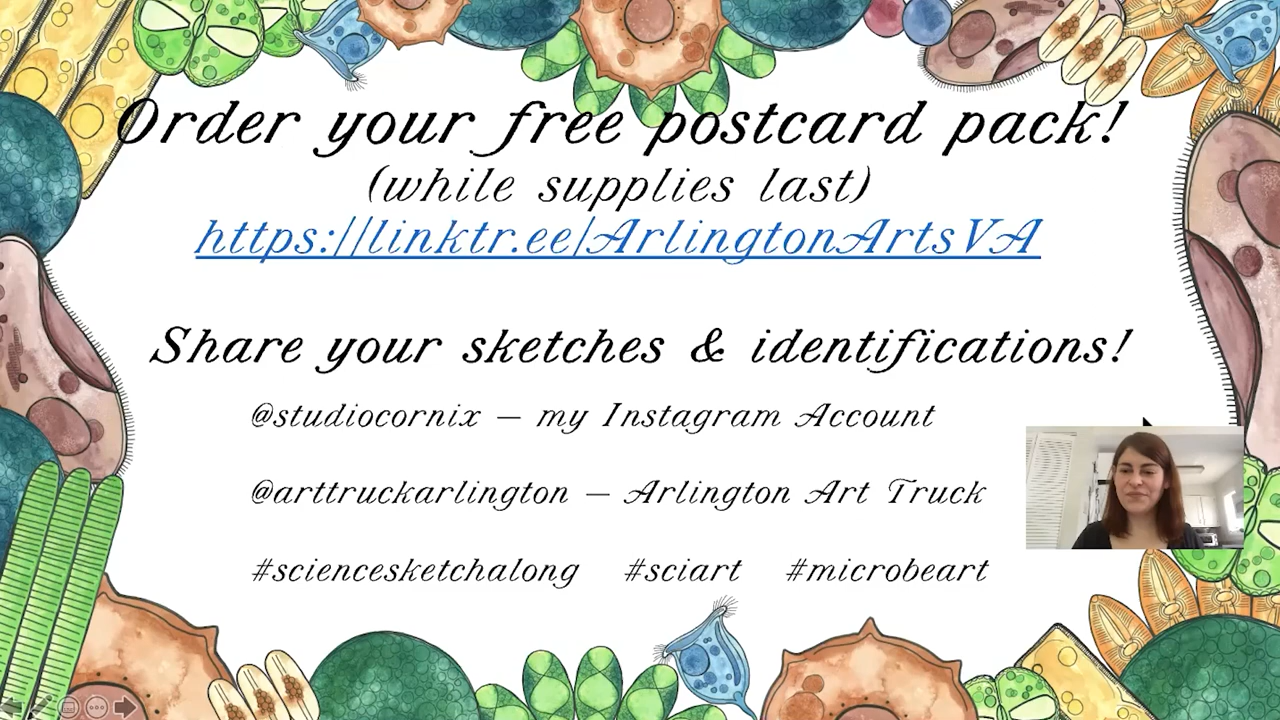 Order your free postcard pack!
(while supplies last)
https://linktr.ee/ArlingtonArtsVA
Share your sketches & identifications!
@studiocornix – my Instagram Account
@arttruckarlington – Arlington Art Truck
#sciencesketchalong #sciart #microbeart